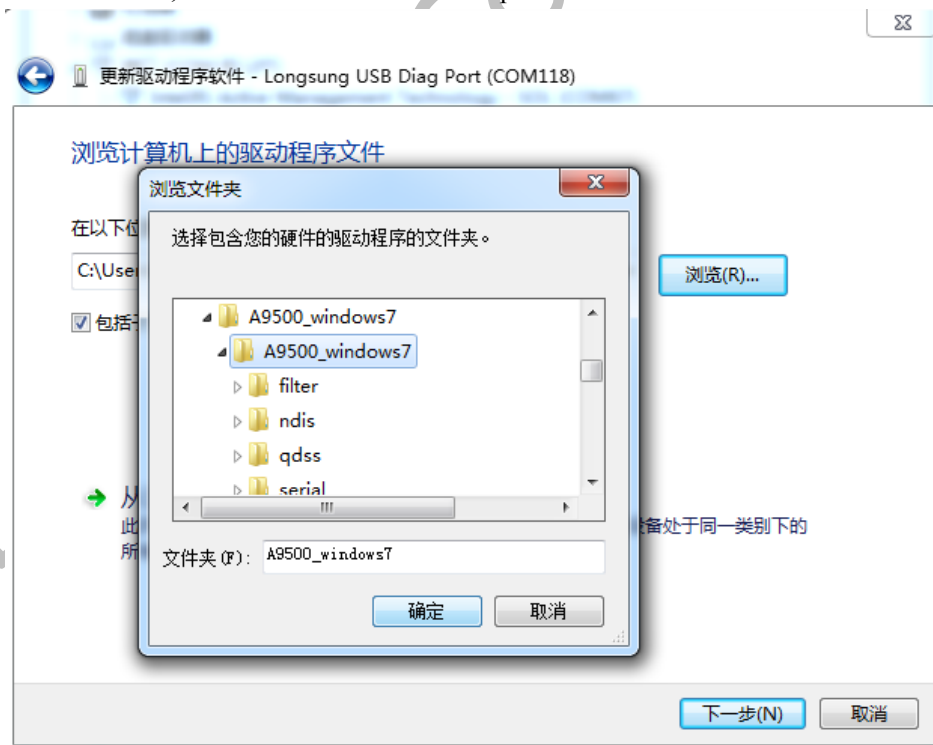 更新驱动程序软件 - Longsung USB Diag Port (COM118)
浏览计算机上的驱动程序文件
浏览文件夹
在以下位
选择包含您的硬件的驱动程序的文件夹。
C:\User
浏览(R)...
包括子
A9500_windows7
A9500_windows7
filter
ndis
qdss
serial
从
此
备处于同一类别下的
所
文件夹(F):
A9500_windows7
确定
取消
下一步(N)
取消